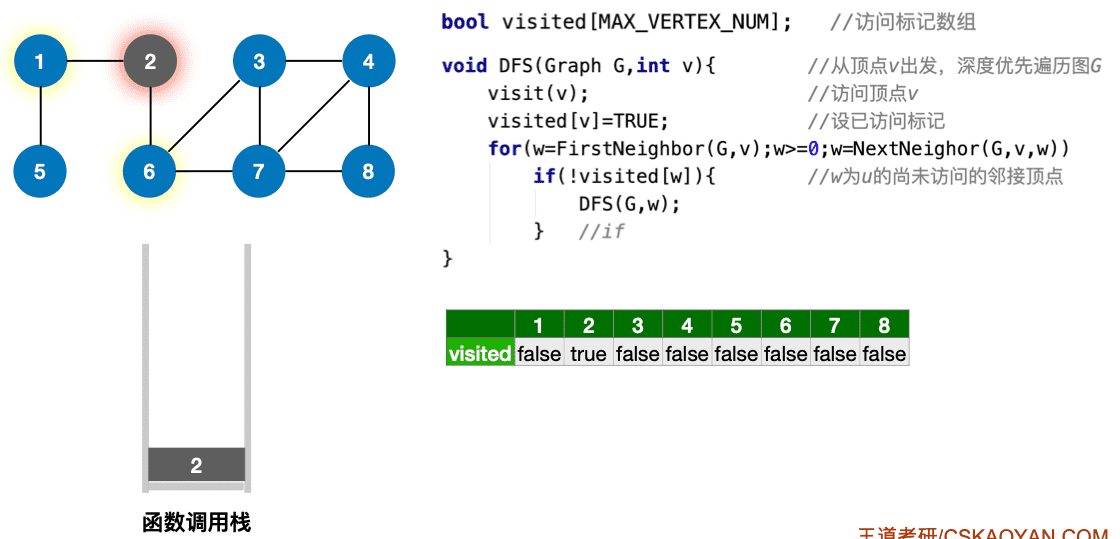 1 2 3 4
5 6 7 8
bool visited[MAX_VERTEX_NUM]; //访问标记数组
void DFS(Graph G,int v){ //从顶点v出发，深度优先遍历图G
visit(v); //访问顶点v
visited[v]=TRUE; //设已访问标记
for(w=FirstNeighbor(G,v);w>=0;w=NextNeighor(G,v,w))
if(!visited[w]){ //w为u的尚未访问的邻接顶点
DFS(G,w);
} //if
}
1 2 3 4 5 6 7 8
visited false true false false false false false false
2
函数调用栈
王道考研/CSKAOYAN.COM